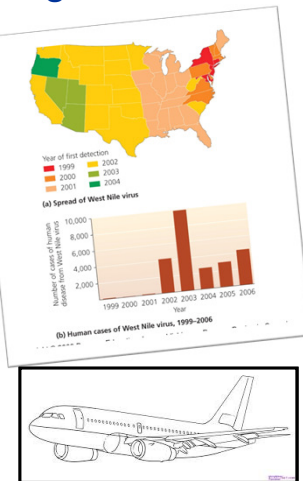 Year of first detection
1999 2002
2000 2003
2001 2004
(a) Spread of West Nile virus
Number of cases of human
disease from West Nile virus
10,000
8,000
6,000
4,000
2,000
1999 2000 2001 2002 2003 2004 2005 2006
Year
(b) Human cases of West Nile virus, 1999–2006